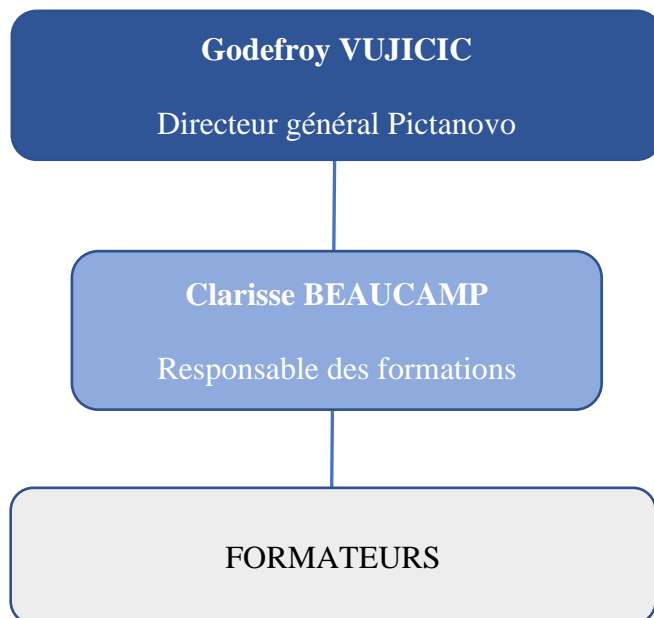 Godefroy VUJICIC
Directeur général Pictanovo
Clarisse BEAUCAMP
Responsable des formations
FORMATEURS